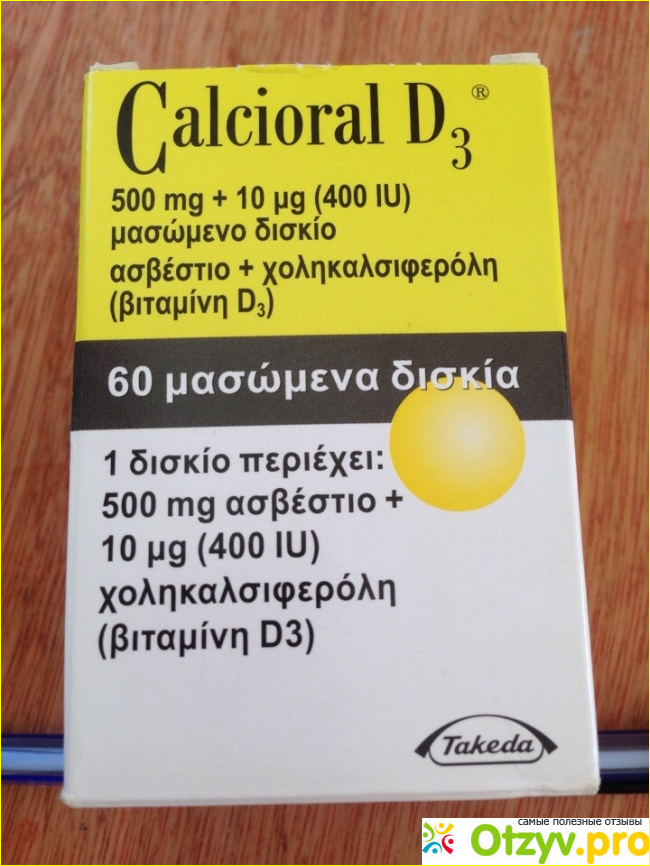 Calcioral D3®
500 mg + 10 μg (400 IU)
μασώμενο δισκίο
ασβέστιο + χοληκαλσιφερόλη
(βιταμίνη D3)
60 μασώμενα δισκία
1 δισκίο περιέχει:
500 mg ασβέστιο +
10 μg (400 IU)
χοληκαλσιφερόλη
(βιταμίνη D3)
Takeda
самые полезные отзывы
Otzyv.pro